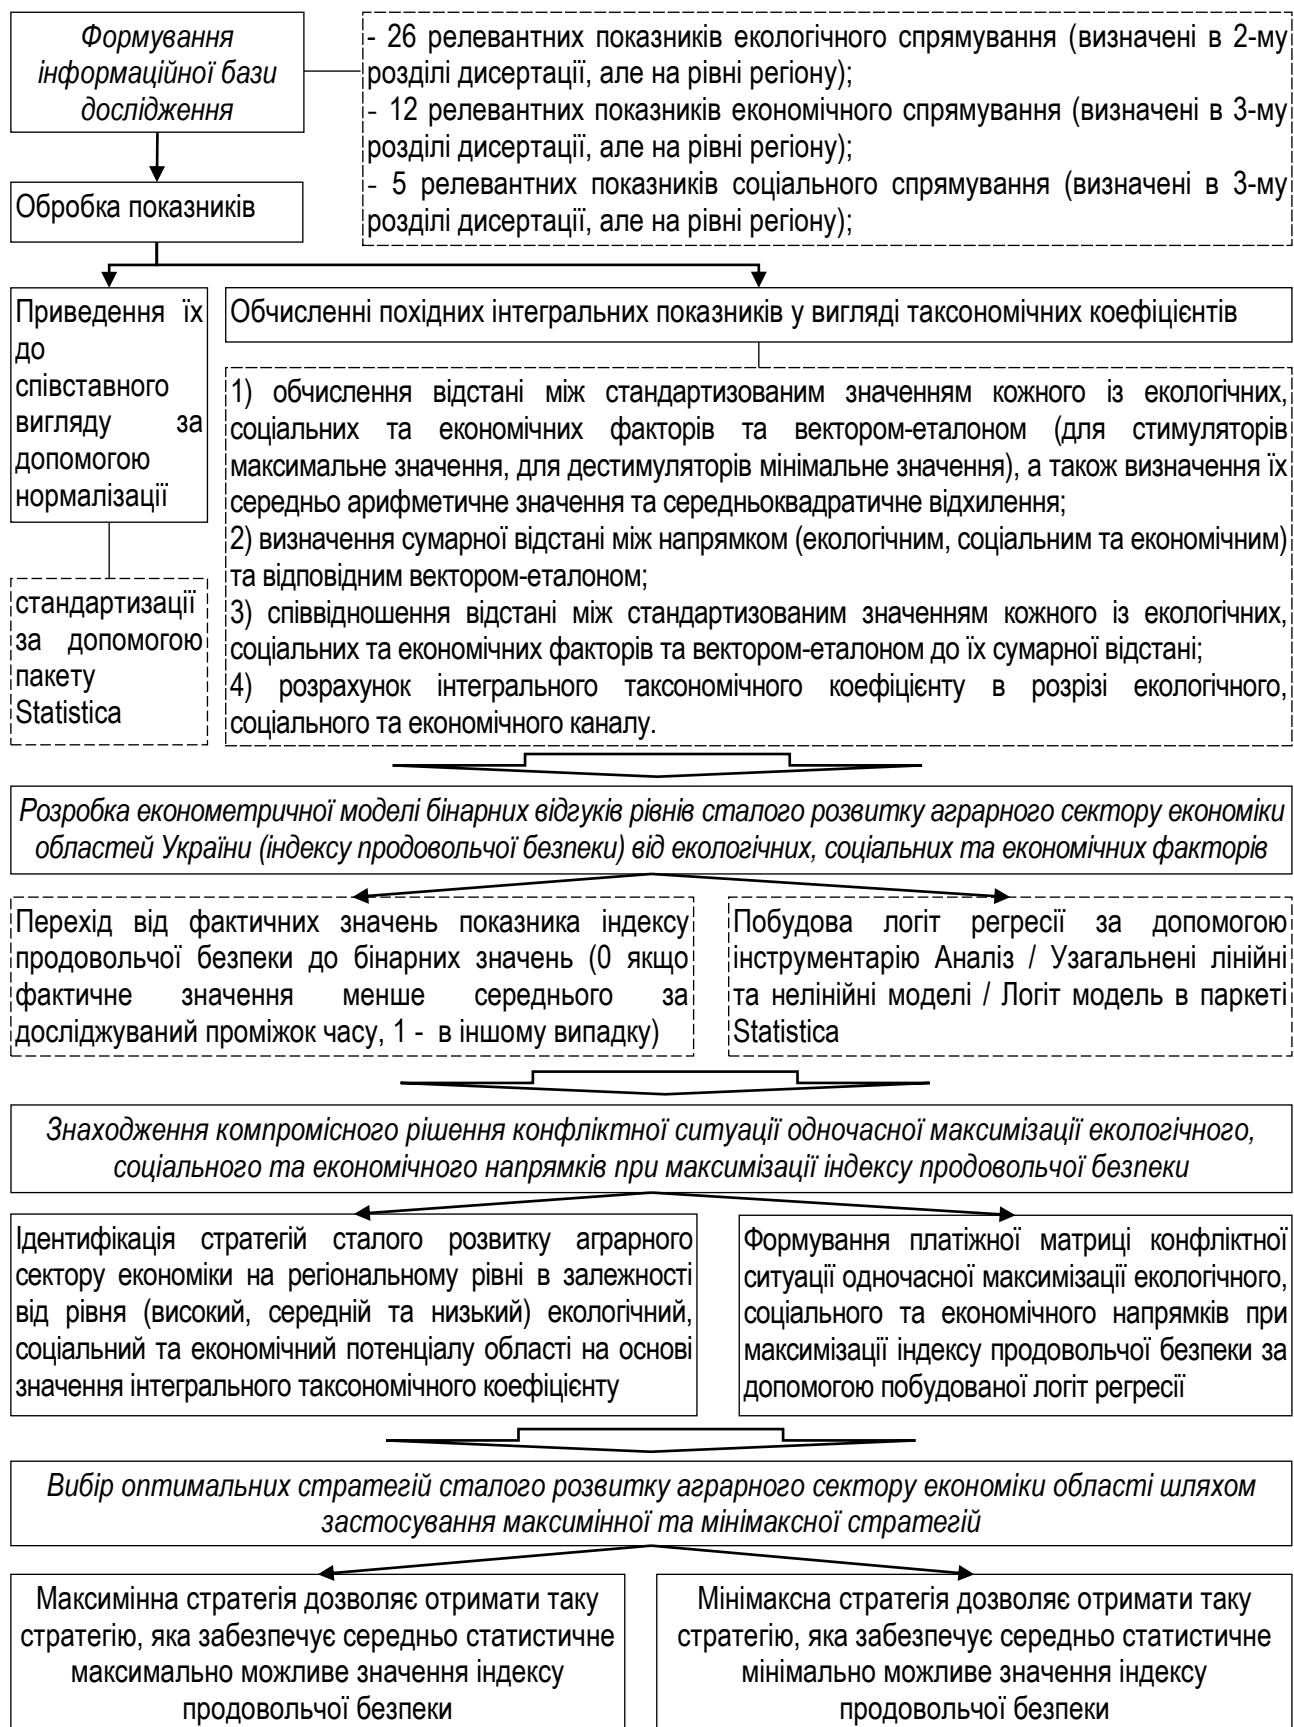 Формування
інформаційної бази
дослідження
- 26 релевантних показників екологічного спрямування (визначені в 2-му
розділі дисертації, але на рівні регіону);
- 12 релевантних показників економічного спрямування (визначені в 3-му
розділі дисертації, але на рівні регіону);
- 5 релевантних показників соціального спрямування (визначені в 3-му
розділі дисертації, але на рівні регіону);
Обробка показників
Приведення їх
до
співставного
вигляду за
допомогою
нормалізації
стандартизації
за допомогою
пакету
Statistica
Обчисленні похідних інтегральних показників у вигляді таксономічних коефіцієнтів
1) обчислення відстані між стандартизованим значенням кожного із екологічних,
соціальних та економічних факторів та вектором-еталоном (для стимуляторів
максимальне значення, для дестимуляторів мінімальне значення), а також визначення їх
середньо арифметичне значення та середньоквадратичне відхилення;
2) визначення сумарної відстані між напрямком (екологічним, соціальним та економічним)
та відповідним вектором-еталоном;
3) співвідношення відстані між стандартизованим значенням кожного із екологічних,
соціальних та економічних факторів та вектором-еталоном до їх сумарної відстані;
4) розрахунок інтегрального таксономічного коефіцієнту в розрізі екологічного,
соціального та економічного каналу.
Розробка економетричної моделі бінарних відгуків рівнів сталого розвитку аграрного сектору економіки
областей України (індексу продовольчої безпеки) від екологічних, соціальних та економічних факторів
Перехід від фактичних значень показника індексу
продовольчої безпеки до бінарних значень (0 якщо
фактичне значення менше середнього за
досліджуваний проміжок часу, 1 - в іншому випадку)
Побудова логіт регресії за допомогою
інструментарію Аналіз / Узагальнені лінійні
та нелінійні моделі / Логіт модель в паркеті
Statistica
Знаходження компромісного рішення конфліктної ситуації одночасної максимізації екологічного,
соціального та економічного напрямків при максимізації індексу продовольчої безпеки
Ідентифікація стратегій сталого розвитку аграрного
сектору економіки на регіональному рівні в залежності
від рівня (високий, середній та низький) екологічний,
соціальний та економічний потенціалу області на основі
значення інтегрального таксономічного коефіцієнту
Формування платіжної матриці конфліктної
ситуації одночасної максимізації екологічного,
соціального та економічного напрямків при
максимізації індексу продовольчої безпеки за
допомогою побудованої логіт регресії
Вибір оптимальних стратегій сталого розвитку аграрного сектору економіки області шляхом
застосування максимінної та мінімаксної стратегій
Максимінна стратегія дозволяє отримати таку
стратегію, яка забезпечує середньо статистичне
максимально можливе значення індексу
продовольчої безпеки
Мінімаксна стратегія дозволяє отримати таку
стратегію, яка забезпечує середньо статистичне
мінімально можливе значення індексу
продовольчої безпеки